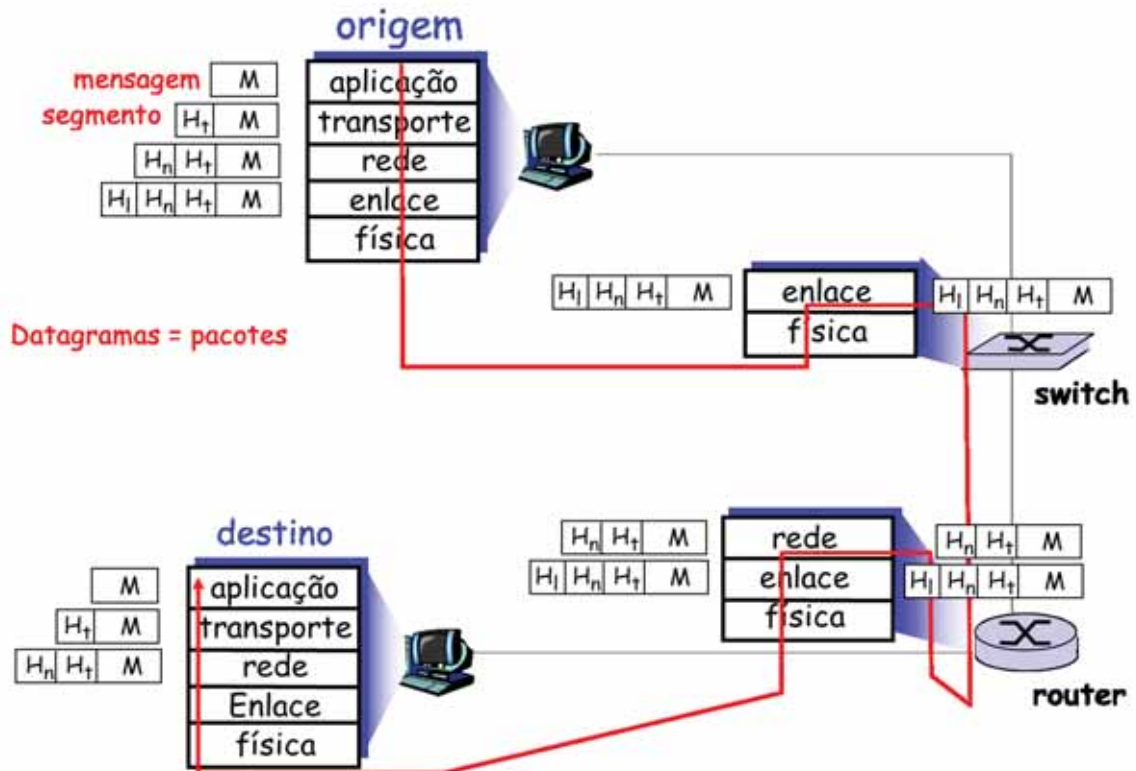 origem
mensagem M
aplicação
segmento Ht M
transporte
Hn Ht M
rede
Hl Hn Ht M
enlace
física
Hl Hn Ht M
enlace
Hl Hn Ht M
física
Datagramas = pacotes
switch
destino
Hn Ht M
rede
Hn Ht M
Hl Hn Ht M
enlace
Hl Hn Ht M
física
router
M
aplicação
Ht M
transporte
Hn Ht M
rede
Enlace
física